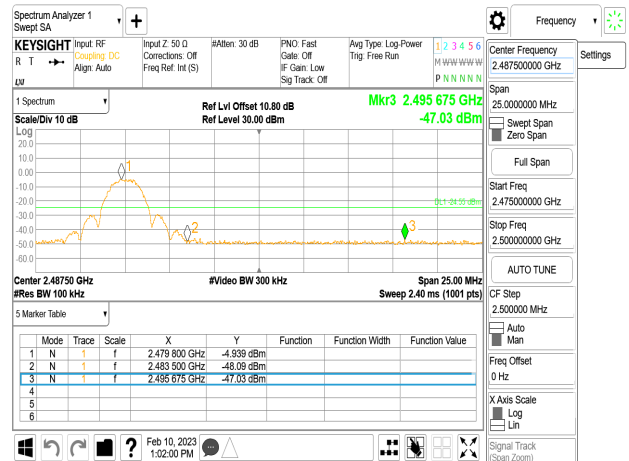 Spectrum Analyzer 1
Swept SA
Frequency
KEYSIGHT
R T
Input: RF
Coupling: DC
Align: Auto
Input Z: 50 Ω
Corrections: Off
Freq Ref: Int (S)
#Atten: 30 dB
PNO: Fast
Gate: Off
IF Gain: Low
Sig Track: Off
Avg Type: Log-Power
Trig: Free Run
1 2 3 4 5 6
M W W W W W
P N N N N N
1 Spectrum
Scale/Div 10 dB
Ref Lvl Offset 10.80 dB
Ref Level 30.00 dBm
Mkr3 2.495 675 GHz
-47.03 dBm
Log
20.0
10.0
0.00
-10.0
-20.0
-30.0
-40.0
-50.0
-60.0
1
2
3
DL1 -24.95 dBm
Center 2.48750 GHz
#Res BW 100 kHz
#Video BW 300 kHz
Span 25.00 MHz
Sweep 2.40 ms (1001 pts)
5 Marker Table
Mode Trace Scale X Y Function Function Width Function Value
1 N 1 f 2.479 800 GHz -4.939 dBm
2 N 1 f 2.483 500 GHz -48.09 dBm
3 N 1 f 2.495 675 GHz -47.03 dBm
4
5
6
Feb 10, 2023
1:02:00 PM
Center Frequency
2.487500000 GHz
Settings
Span
25.0000000 MHz
Swept Span
Zero Span
Full Span
Start Freq
2.475000000 GHz
Stop Freq
2.500000000 GHz
AUTO TUNE
CF Step
2.500000 MHz
Auto
Man
Freq Offset
0 Hz
X Axis Scale
Log
Lin
Signal Track
(Span Zoom)